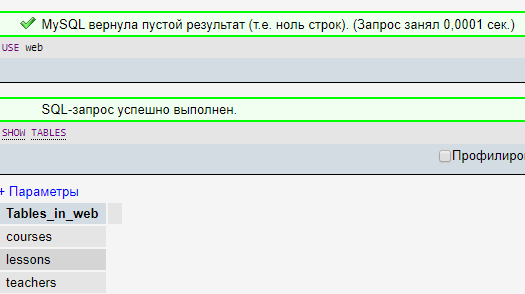 MySQL вернула пустой результат (т.е. ноль строк). (Запрос занял 0,0001 сек.)
USE web
SQL-запрос успешно выполнен.
SHOW TABLES
Профилиро
+ Параметры
Tables_in_web
courses
lessons
teachers